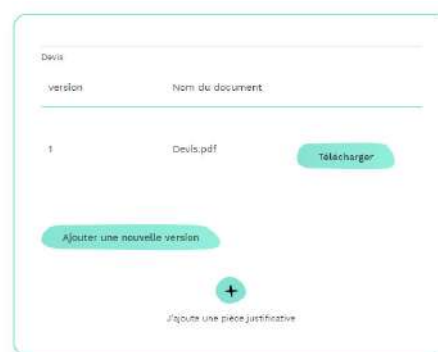 Devis
version Nom du document
1 Devis.pdf Télécharger
Ajouter une nouvelle version
+
J'ajoute une pièce justificative